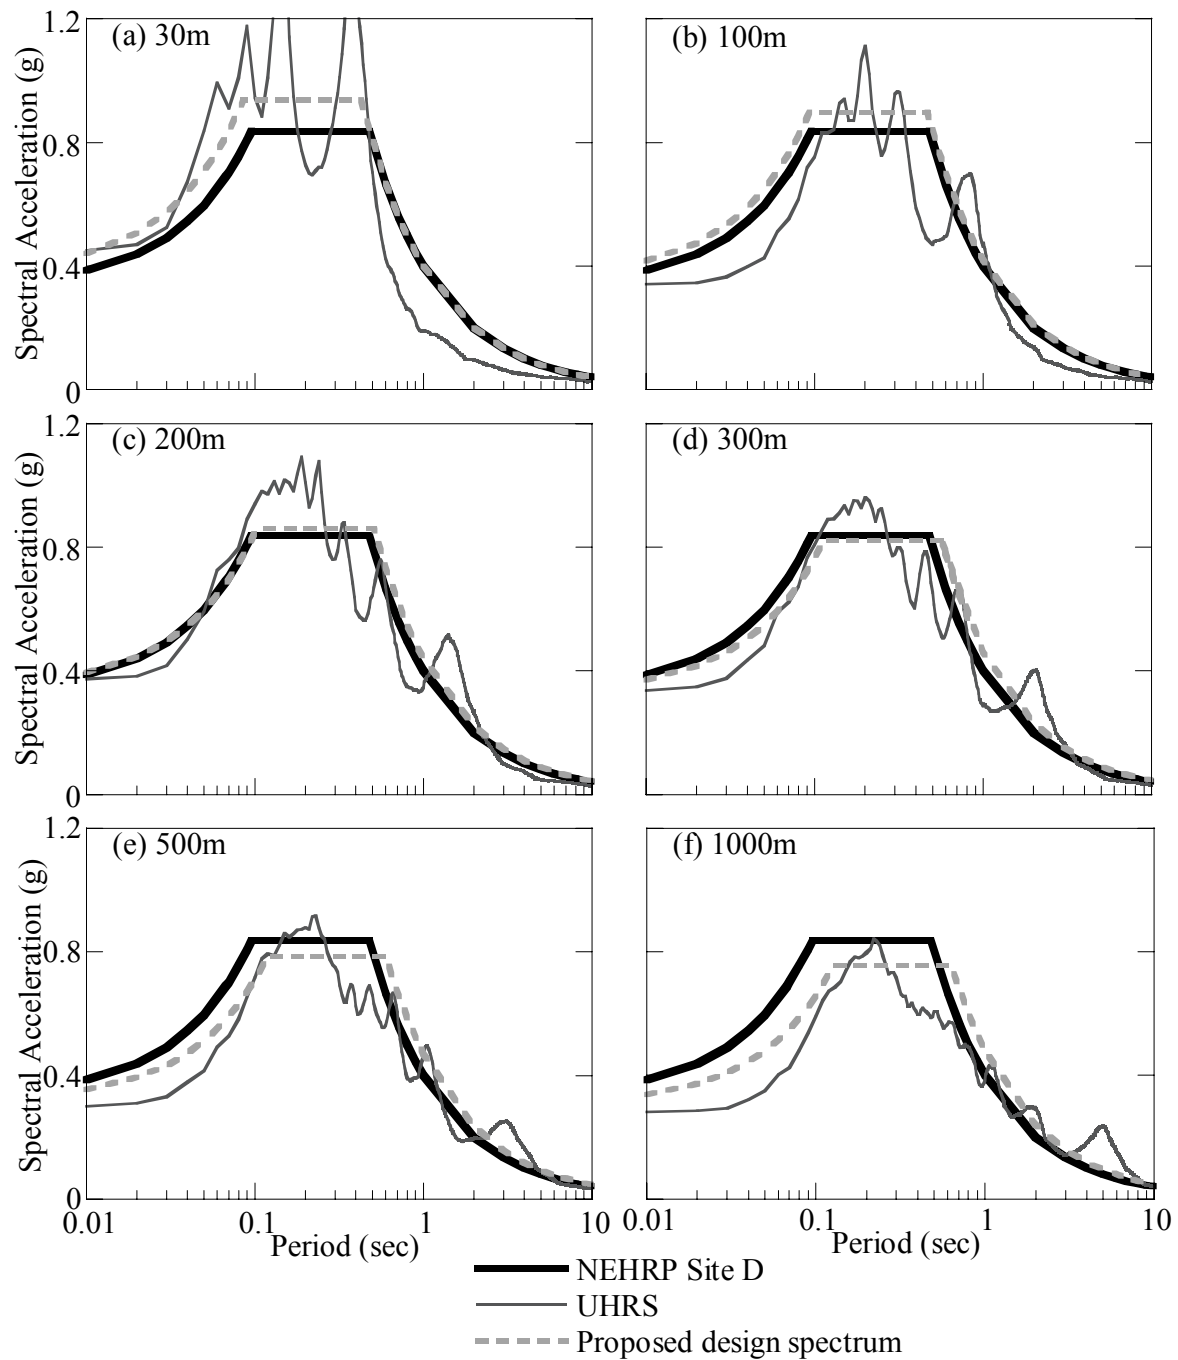 1.2
(a) 30m
(b) 100m
Spectral Acceleration (g)
0.8
0.4
0
1.2
(c) 200m
(d) 300m
Spectral Acceleration (g)
0.8
0.4
0
1.2
(e) 500m
(f) 1000m
Spectral Acceleration (g)
0.8
0.4
0
0.01 0.1 1 10
0.01 0.1 1 10
Period (sec)
Period (sec)
NEHRP Site D
UHRS
Proposed design spectrum